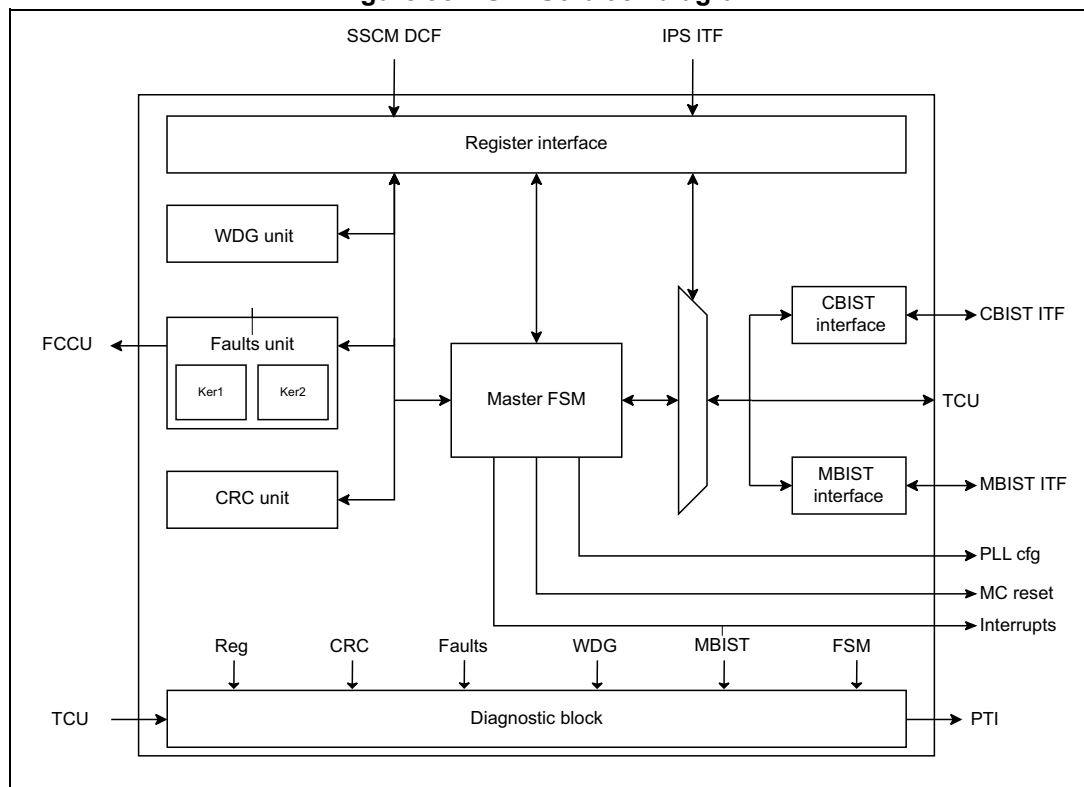 SSCM DCF
IPS ITF
Register interface
WDG unit
CBIST
interface
CBIST ITF
FCCU
Faults unit
Ker1
Ker2
Master FSM
TCU
CRC unit
MBIST
interface
MBIST ITF
PLL cfg
MC reset
Interrupts
Reg
CRC
Faults
WDG
MBIST
FSM
TCU
Diagnostic block
PTI